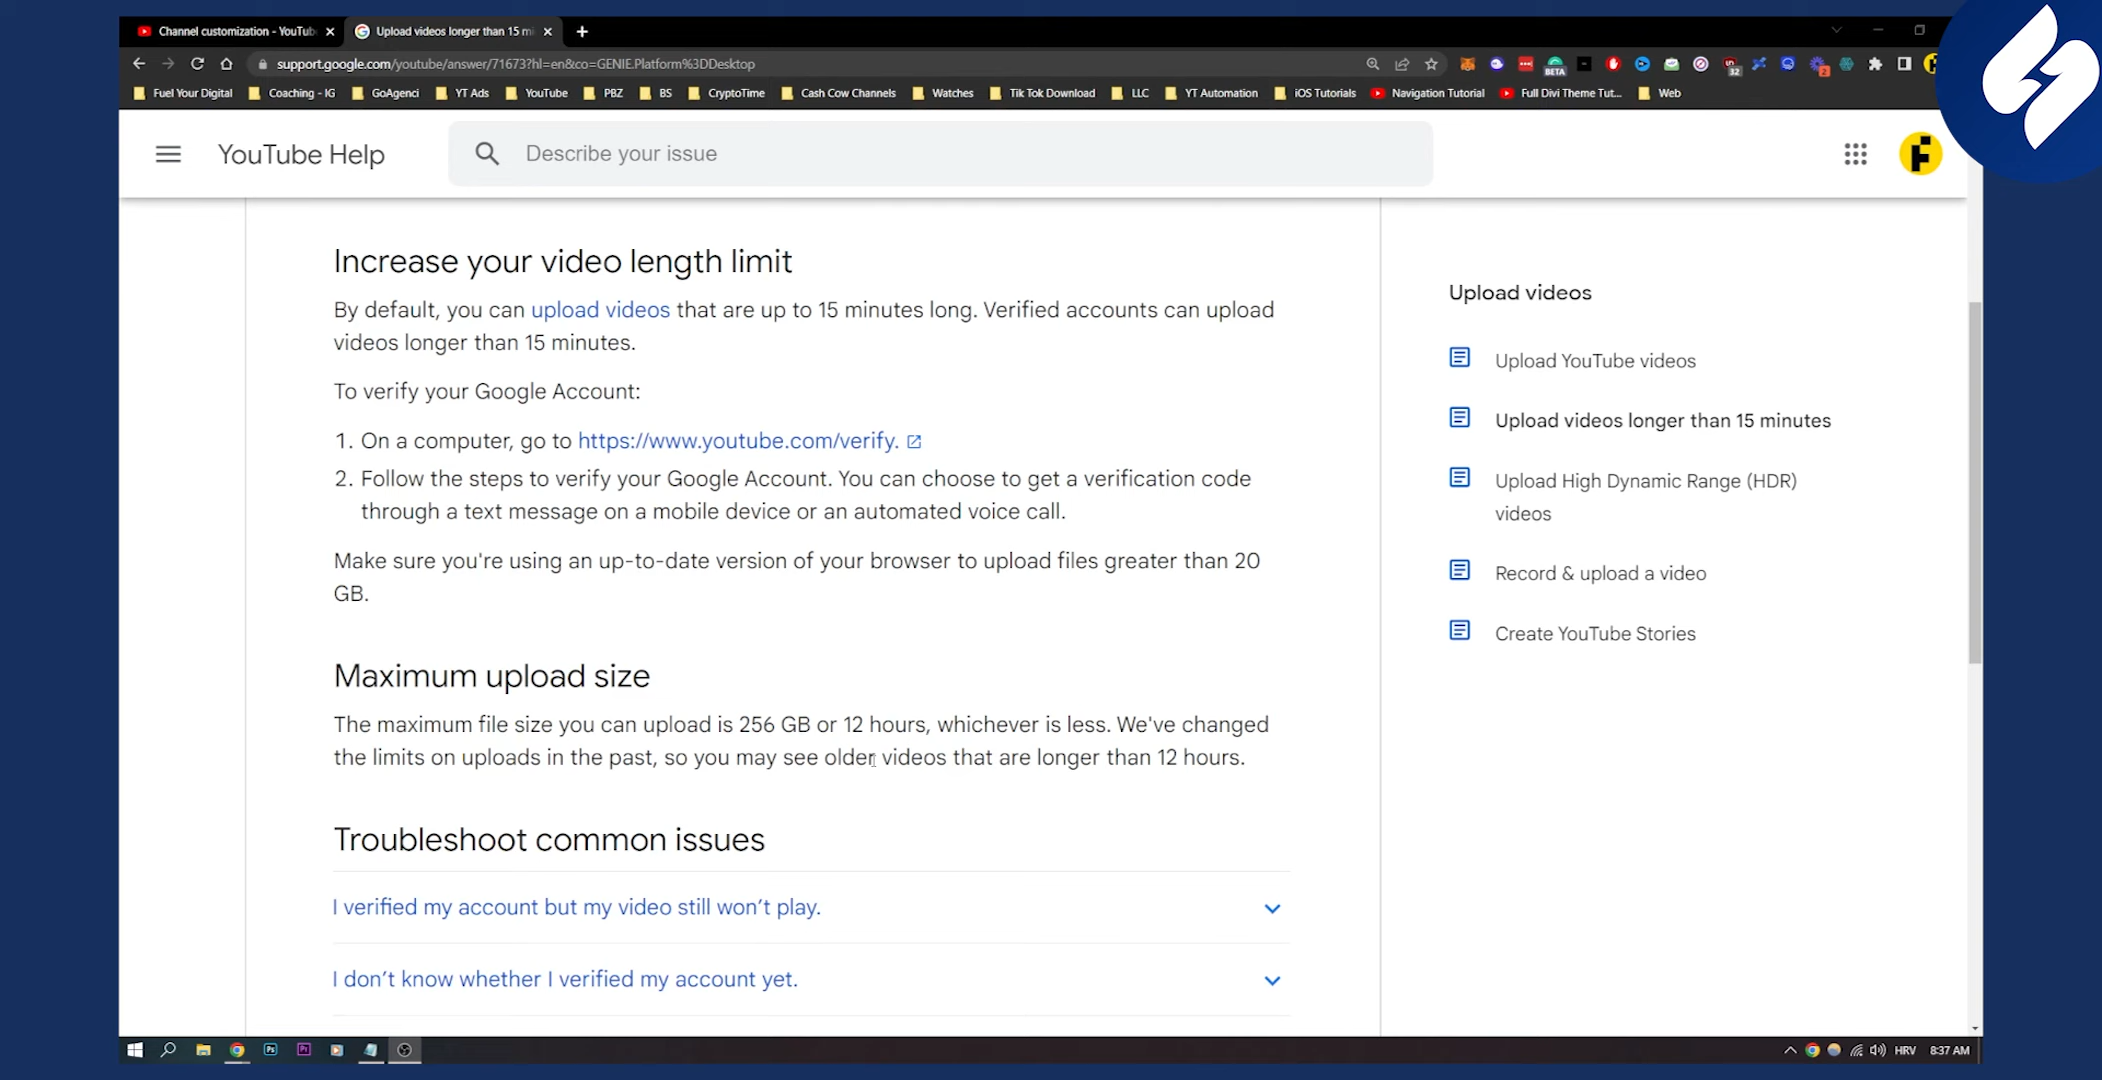 Channel customization - YouTub
Upload videos longer than 15 mi
support.google.com/youtube/answer/71673?hl=en&co=GENIE.Platform%3DDesktop
BETA
32
2
Fuel Your Digital
Coaching - IG
GoAgenci
YT Ads
YouTube
PBZ
BS
CryptoTime
Cash Cow Channels
Watches
Tik Tok Download
LLC
YT Automation
iOS Tutorials
Navigation Tutorial
Full Divi Theme Tut...
Web
YouTube Help
Describe your issue
Increase your video length limit
By default, you can upload videos that are up to 15 minutes long. Verified accounts can upload
videos longer than 15 minutes.
To verify your Google Account:
1. On a computer, go to https://www.youtube.com/verify.
2. Follow the steps to verify your Google Account. You can choose to get a verification code
through a text message on a mobile device or an automated voice call.
Make sure you're using an up-to-date version of your browser to upload files greater than 20
GB.
Maximum upload size
The maximum file size you can upload is 256 GB or 12 hours, whichever is less. We've changed
the limits on uploads in the past, so you may see older videos that are longer than 12 hours.
Troubleshoot common issues
I verified my account but my video still won’t play.
I don’t know whether I verified my account yet.
Upload videos
Upload YouTube videos
Upload videos longer than 15 minutes
Upload High Dynamic Range (HDR)
videos
Record & upload a video
Create YouTube Stories
Ps
Pr
HRV
8:37 AM